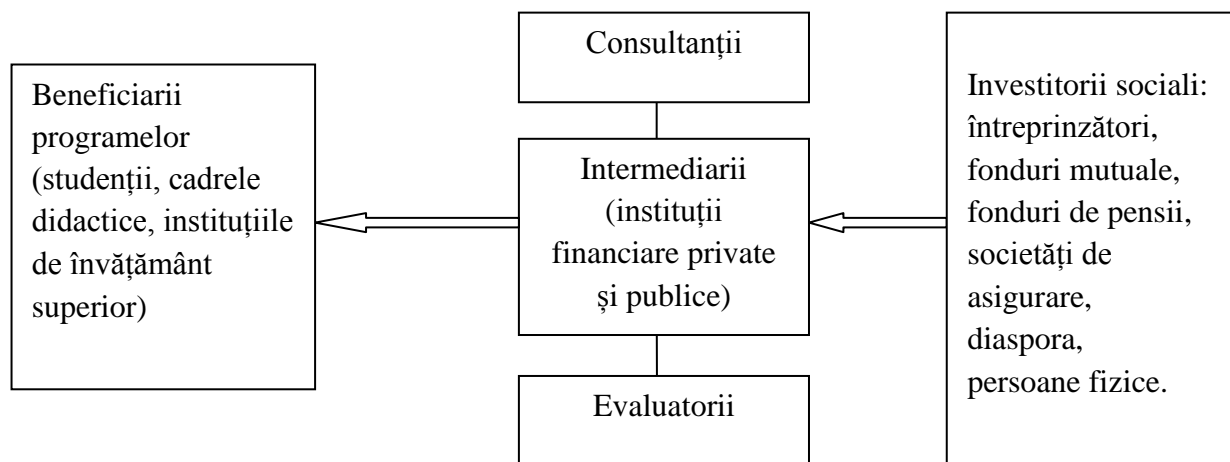 Consultanții
Beneficiarii
programelor
(studenții, cadrele
didactice, instituțiile
de învățământ
superior)
Intermediarii
(instituții
financiare private
și publice)
Evaluatorii
Investitorii sociali:
întreprinzători,
fonduri mutuale,
fonduri de pensii,
societăți de
asigurare,
diaspora,
persoane fizice.